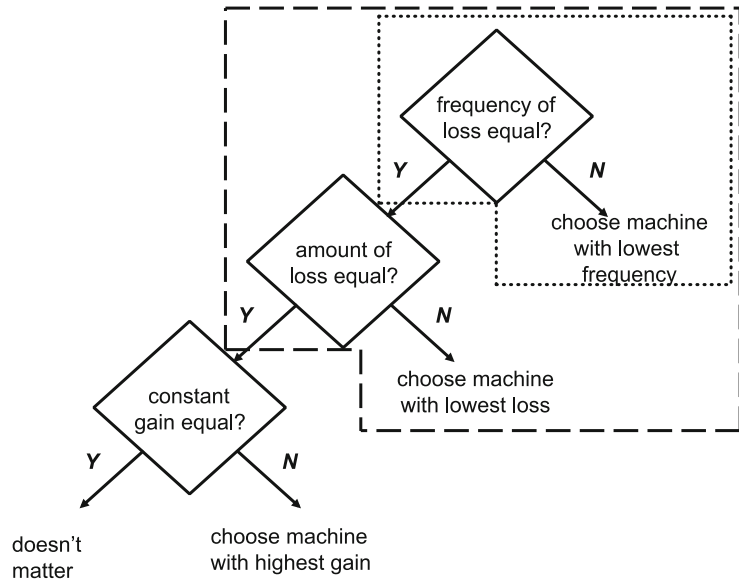 frequency of
loss equal?
Y
N
choose machine
with lowest
frequency
amount of
loss equal?
Y
N
choose machine
with lowest loss
constant
gain equal?
Y
N
doesn't
matter
choose machine
with highest gain